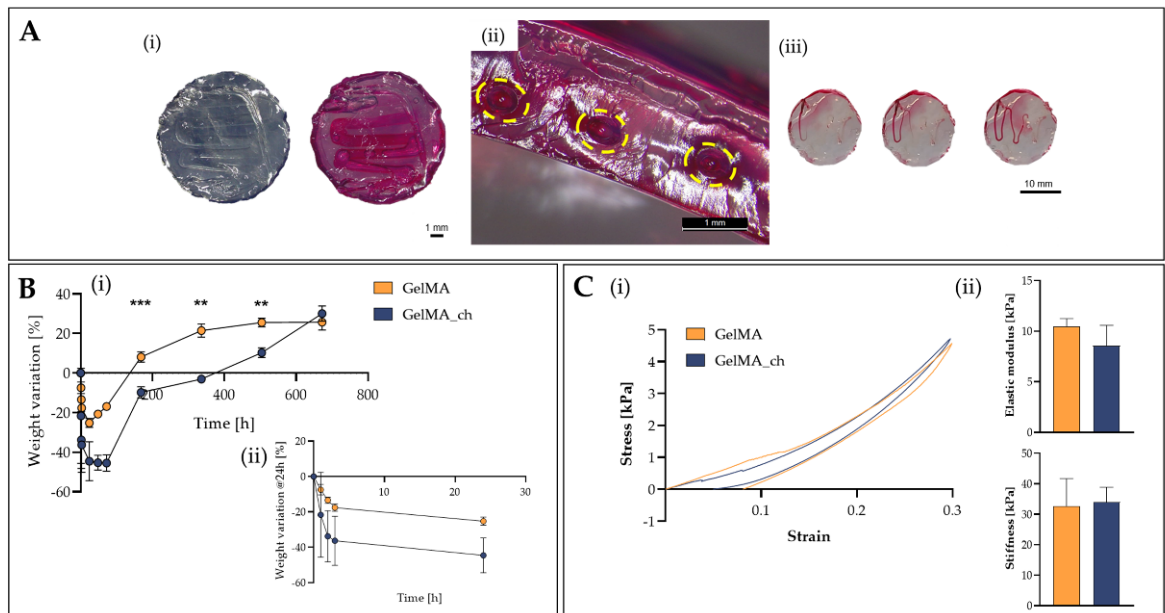 A
(i)
1 mm
(ii)
1 mm
(iii)
10 mm
B
(i)
GelMA
GelMA_ch
*** ** **
Weight variation [%]
40
20
0
-20
-40
-60
200 400 600 800
Time [h]
(ii)
Weight variation @24h [%]
20
0
-20
-40
-60
10 20 30
Time [h]
C
(i)
GelMA
GelMA_ch
Stress [kPa]
5
4
3
2
1
0
-1
0.1 0.2 0.3
Strain
(ii)
Elastic modulus [kPa]
15
10
5
0
Stiffness [kPa]
50
40
30
20
10
0